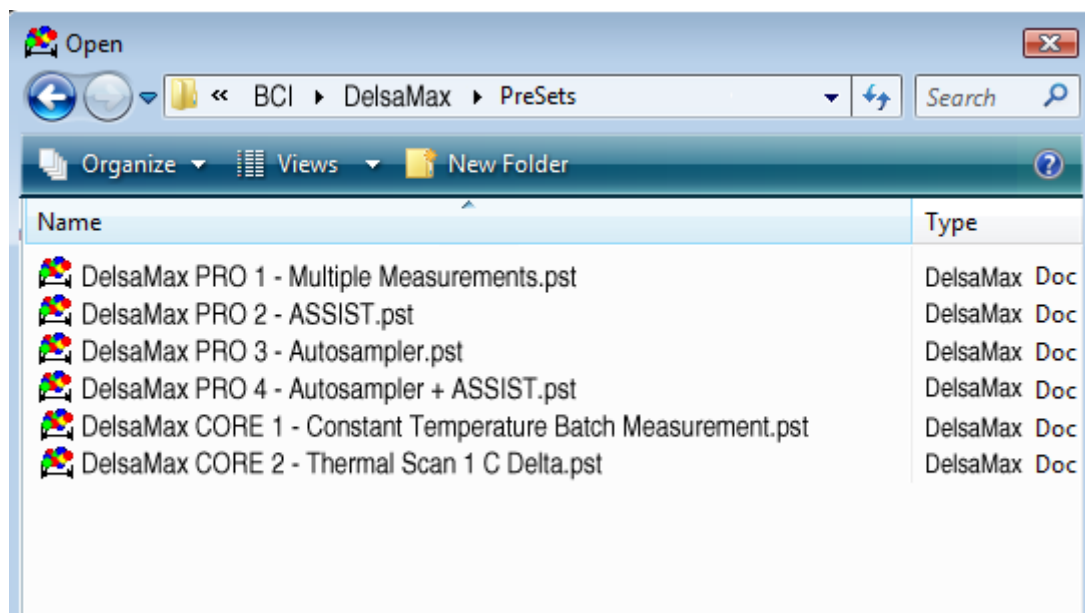 Open
« BCI DelsaMax PreSets Search
Organize Views New Folder
Name Type
DelsaMax PRO 1 - Multiple Measurements.pst DelsaMax Doc
DelsaMax PRO 2 - ASSIST.pst DelsaMax Doc
DelsaMax PRO 3 - Autosampler.pst DelsaMax Doc
DelsaMax PRO 4 - Autosampler + ASSIST.pst DelsaMax Doc
DelsaMax CORE 1 - Constant Temperature Batch Measurement.pst DelsaMax Doc
DelsaMax CORE 2 - Thermal Scan 1 C Delta.pst DelsaMax Doc